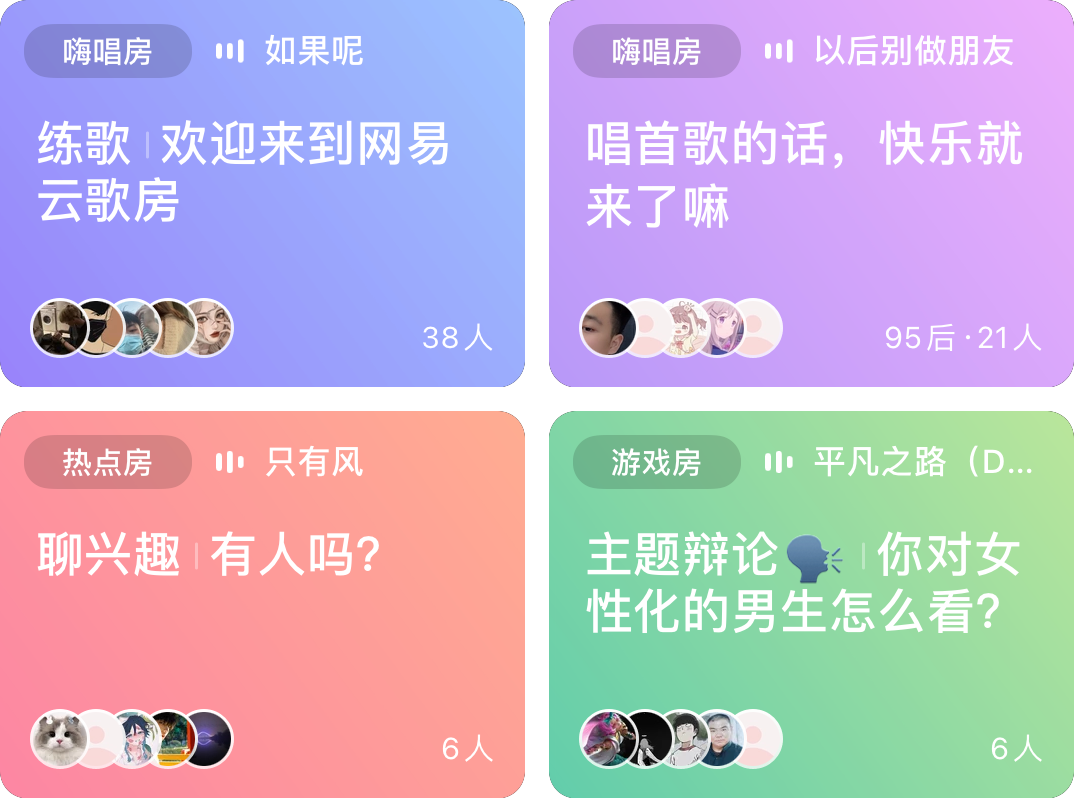 嗨唱房 如果呢
练歌 | 欢迎来到网易
云歌房
38人
嗨唱房 以后别做朋友
唱首歌的话，快乐就
来了嘛
95后·21人
热点房 只有风
聊兴趣 | 有人吗?
6人
游戏房 平凡之路（D...
主题辩论🗣️ | 你对女
性化的男生怎么看?
6人